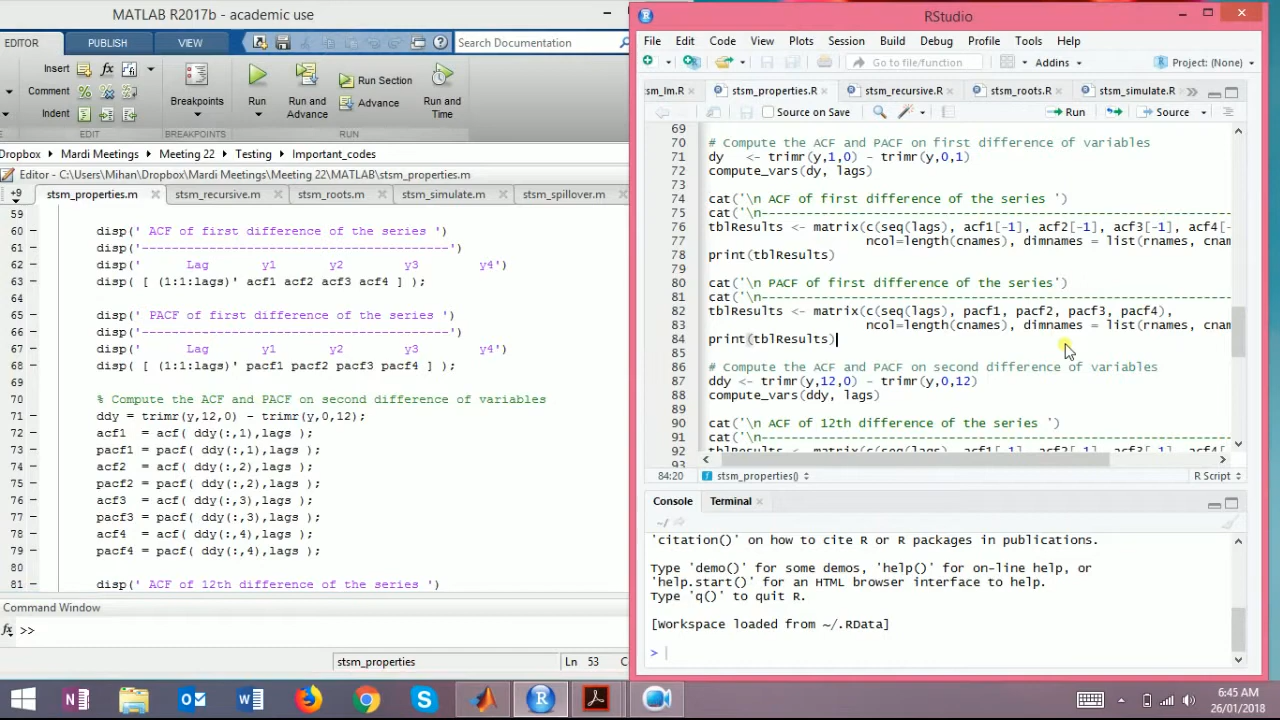 MATLAB R2017b - academic use
EDITOR PUBLISH VIEW Search Documentation
Insert
Comment
Indent
EDIT
Breakpoints
BREAKPOINTS
Run
Run and
Advance
Run Section
Advance
Run and
Time
RUN
Dropbox Mardi Meetings Meeting 22 Testing Important_codes
Editor - C:\Users\Mihan\Dropbox\Mardi Meetings\Meeting 22\MATLAB\stsm_properties.m
+9 stsm_properties.m stsm_recursive.m stsm_roots.m stsm_simulate.m stsm_spillover.m
59
60 disp(' ACF of first difference of the series ')
61 disp('---------------------------------------')
62 disp(' Lag y1 y2 y3 y4')
63 disp( [ (1:1:lags)' acf1 acf2 acf3 acf4 ] );
64
65 disp(' PACF of first difference of the series ')
66 disp('---------------------------------------')
67 disp(' Lag y1 y2 y3 y4')
68 disp( [ (1:1:lags)' pacf1 pacf2 pacf3 pacf4 ] );
69
70 % Compute the ACF and PACF on second difference of variables
71 ddy = trimr(y,12,0) - trimr(y,0,12);
72 acf1 = acf( ddy(:,1),lags );
73 pacf1 = pacf( ddy(:,1),lags );
74 acf2 = acf( ddy(:,2),lags );
75 pacf2 = pacf( ddy(:,2),lags );
76 acf3 = acf( ddy(:,3),lags );
77 pacf3 = pacf( ddy(:,3),lags );
78 acf4 = acf( ddy(:,4),lags );
79 pacf4 = pacf( ddy(:,4),lags );
80
81 disp(' ACF of 12th difference of the series ')
Command Window
fx >>
stsm_properties Ln 53 C
RStudio
File Edit Code View Plots Session Build Debug Profile Tools Help
Go to file/function Addins Project: (None)
tsm_lm.R stsm_properties.R stsm_recursive.R stsm_roots.R stsm_simulate.R
Source on Save Run Source
69
70 # Compute the ACF and PACF on first difference of variables
71 dy <- trimr(y,1,0) - trimr(y,0,1)
72 compute_vars(dy, lags)
73
74 cat('\n ACF of first difference of the series ')
75 cat('\n---------------------------------------
76 tblResults <- matrix(c(seq(lags), acf1[-1], acf2[-1], acf3[-1], acf4[-
77 ncol=length(cnames), dimnames = list(rnames, cnam
78 print(tblResults)
79
80 cat('\n PACF of first difference of the series')
81 cat('\n---------------------------------------
82 tblResults <- matrix(c(seq(lags), pacf1, pacf2, pacf3, pacf4),
83 ncol=length(cnames), dimnames = list(rnames, cnam
84 print(tblResults)
85
86 # Compute the ACF and PACF on second difference of variables
87 ddy <- trimr(y,12,0) - trimr(y,0,12)
88 compute_vars(ddy, lags)
89
90 cat('\n ACF of 12th difference of the series ')
91 cat('\n---------------------------------------
92 tblResults <- matrix(c(seq(lags), acf1[-1], acf2[-1], acf3[-1], acf4[-
93
84:20 stsm_properties() R Script
Console Terminal
~/
'citation()' on how to cite R or R packages in publications.
Type 'demo()' for some demos, 'help()' for on-line help, or
'help.start()' for an HTML browser interface to help.
Type 'q()' to quit R.
[Workspace loaded from ~/.RData]
>
6:45 AM
26/01/2018